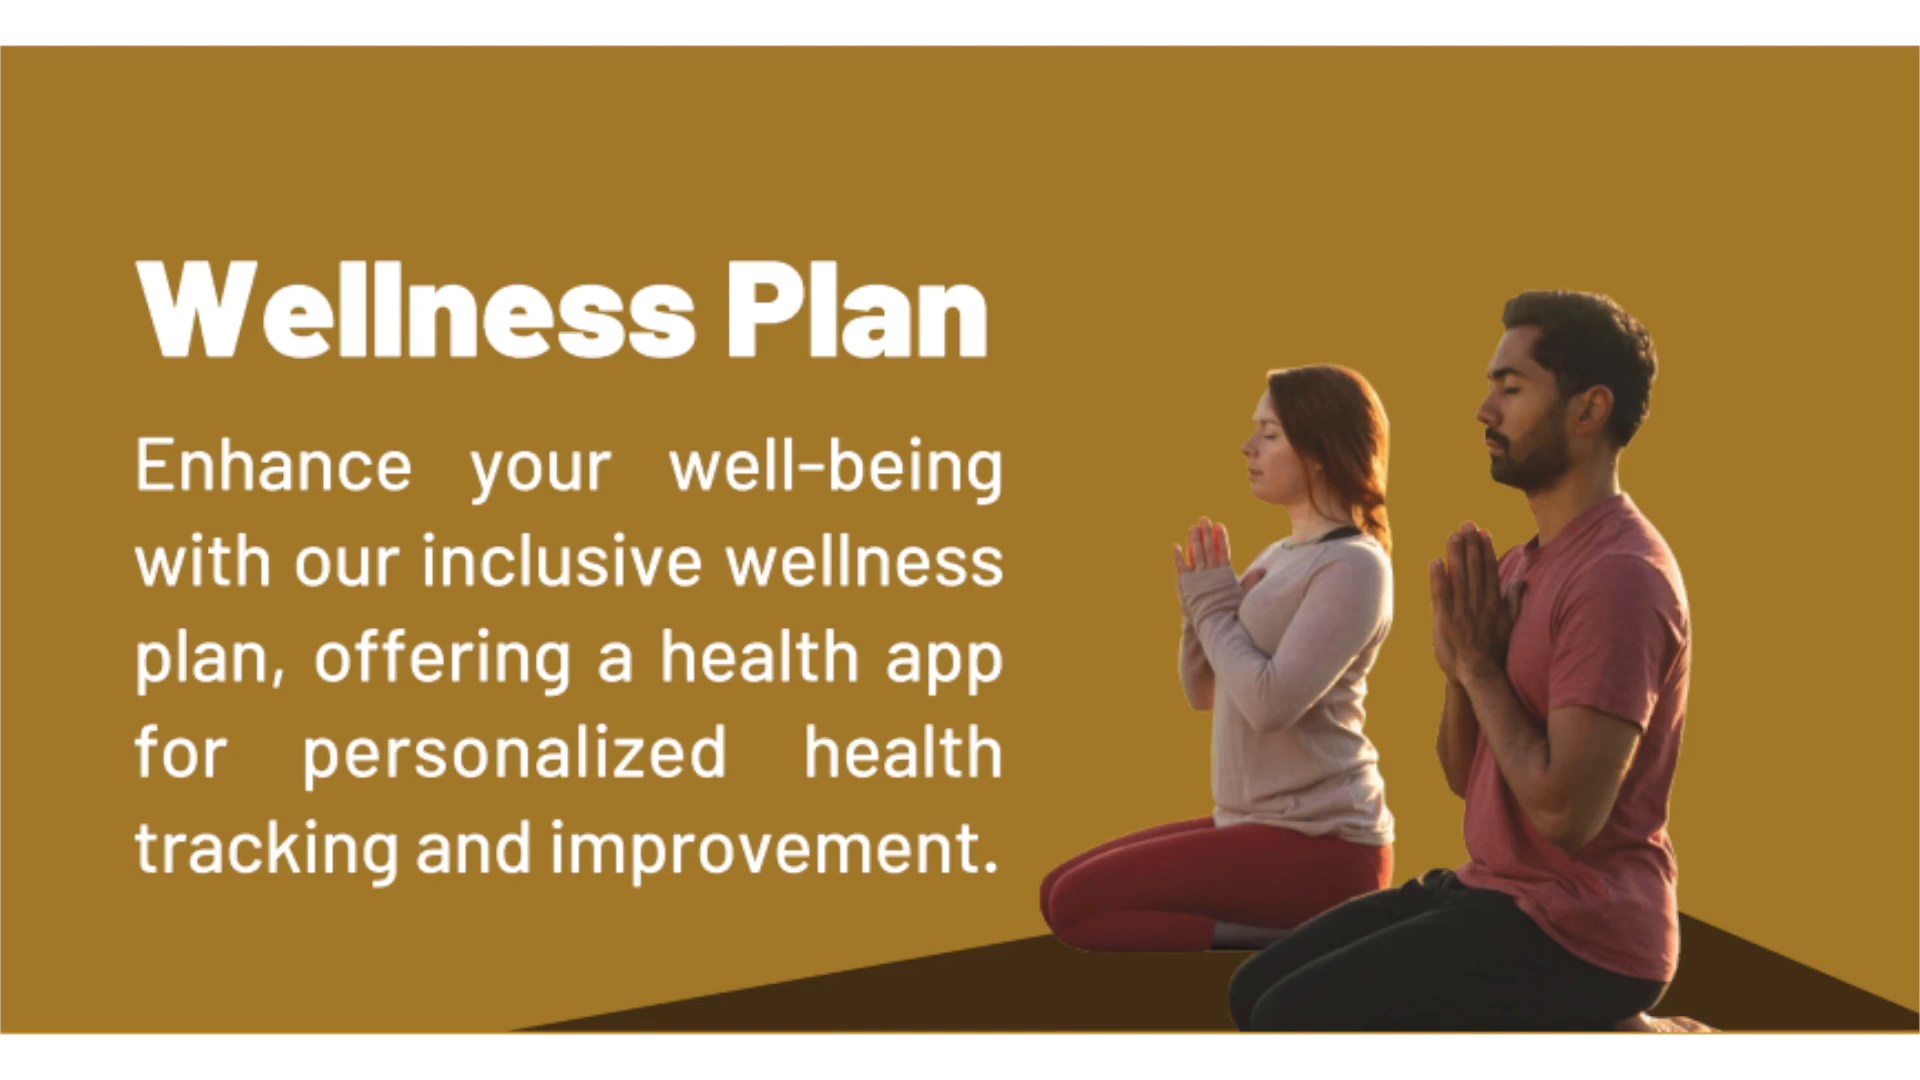 Wellness Plan
Enhance your well-being
with our inclusive wellness
plan, offering a health app
for personalized health
tracking and improvement.